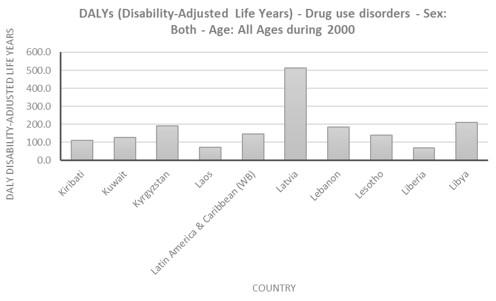 DALYs (Disability-Adjusted Life Years) - Drug use disorders - Sex:
Both - Age: All Ages during 2000
DALY DISABILITY-ADJUSTED LIFE YEARS
600.0
500.0
400.0
300.0
200.0
100.0
0.0
Kiribati
Kuwait
Kyrgyzstan
Laos
Latin America & Caribbean (WB)
Latvia
Lebanon
Lesotho
Liberia
Libya
COUNTRY